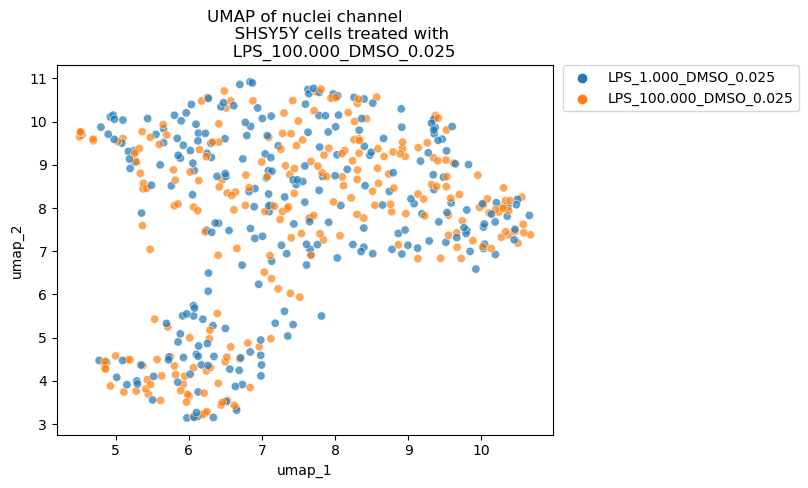 UMAP of nuclei channel
SHSY5Y cells treated with
LPS_100.000_DMSO_0.025
LPS_1.000_DMSO_0.025
LPS_100.000_DMSO_0.025
11
10
9
8
7
6
5
4
3
umap_2
5 6 7 8 9 10
umap_1